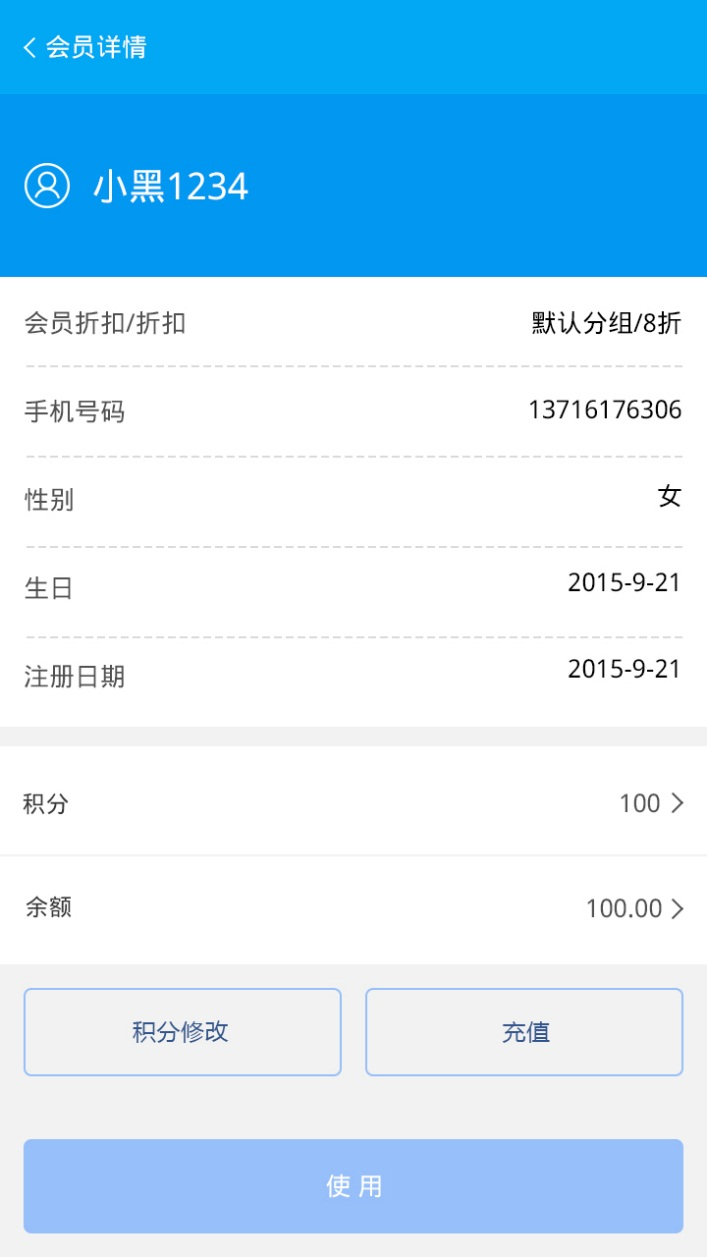 会员详情
小黑1234
会员折扣/折扣 默认分组/8折
手机号码 13716176306
性别 女
生日 2015-9-21
注册日期 2015-9-21
积分 100
余额 100.00
积分修改 充值
使用